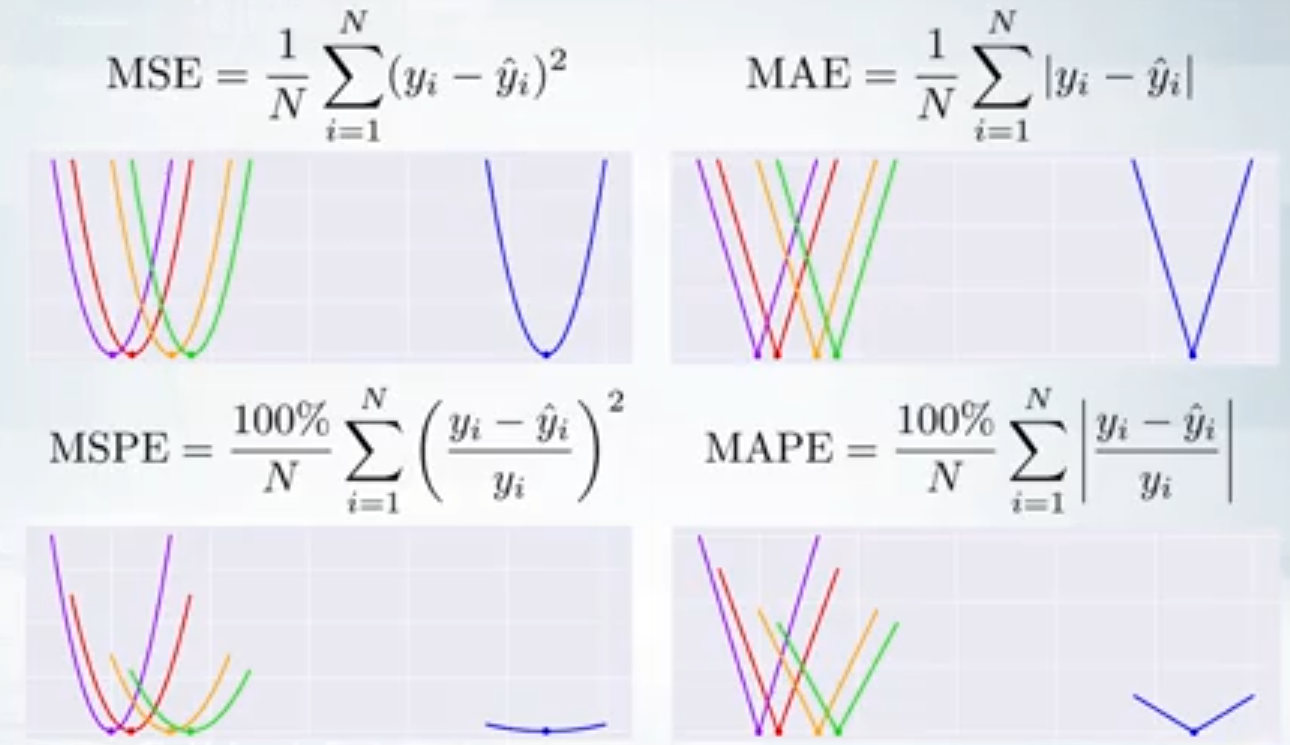 MSE = \frac{1}{N} \sum_{i=1}^{N} (y_i - \hat{y}_i)^2
MAE = \frac{1}{N} \sum_{i=1}^{N} |y_i - \hat{y}_i|
MSPE = \frac{100\%}{N} \sum_{i=1}^{N} \left( \frac{y_i - \hat{y}_i}{y_i} \right)^2
MAPE = \frac{100\%}{N} \sum_{i=1}^{N} \left| \frac{y_i - \hat{y}_i}{y_i} \right|